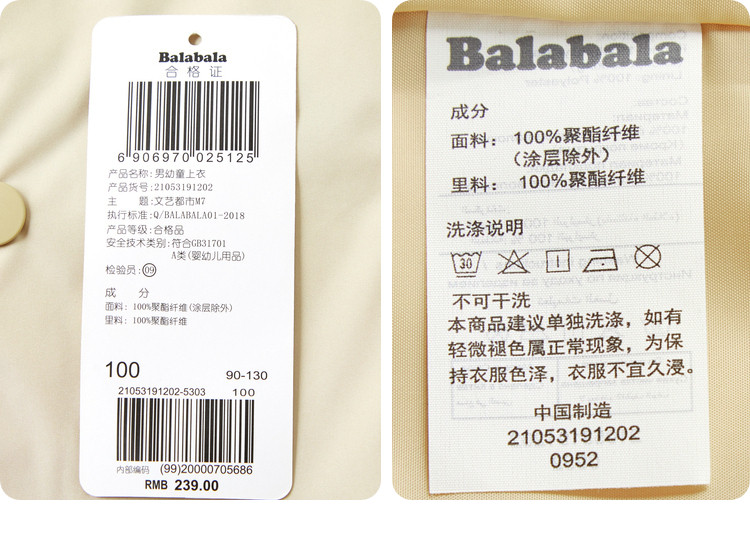 Balabala
合格证
6 906970 025125
产品名称: 男幼童上衣
产品货号: 21053191202
主 题: 文艺都市M7
执行标准: Q/BALABALA01-2018
产品等级: 合格品
安全技术类别: 符合GB31701
A类(婴幼儿用品)
检验员: 09
成 分
面料: 100%聚酯纤维(涂层除外)
里料: 100%聚酯纤维
100 90-130
21053191202-5303 100
内部编码 (99)20000705686
RMB 239.00
Balabala
成分
面料: 100%聚酯纤维
(涂层除外)
里料: 100%聚酯纤维
洗涤说明
30
不可干洗
本商品建议单独洗涤，如有
轻微褪色属正常现象，为保
持衣服色泽，衣服不宜久浸。
中国制造
21053191202
0952